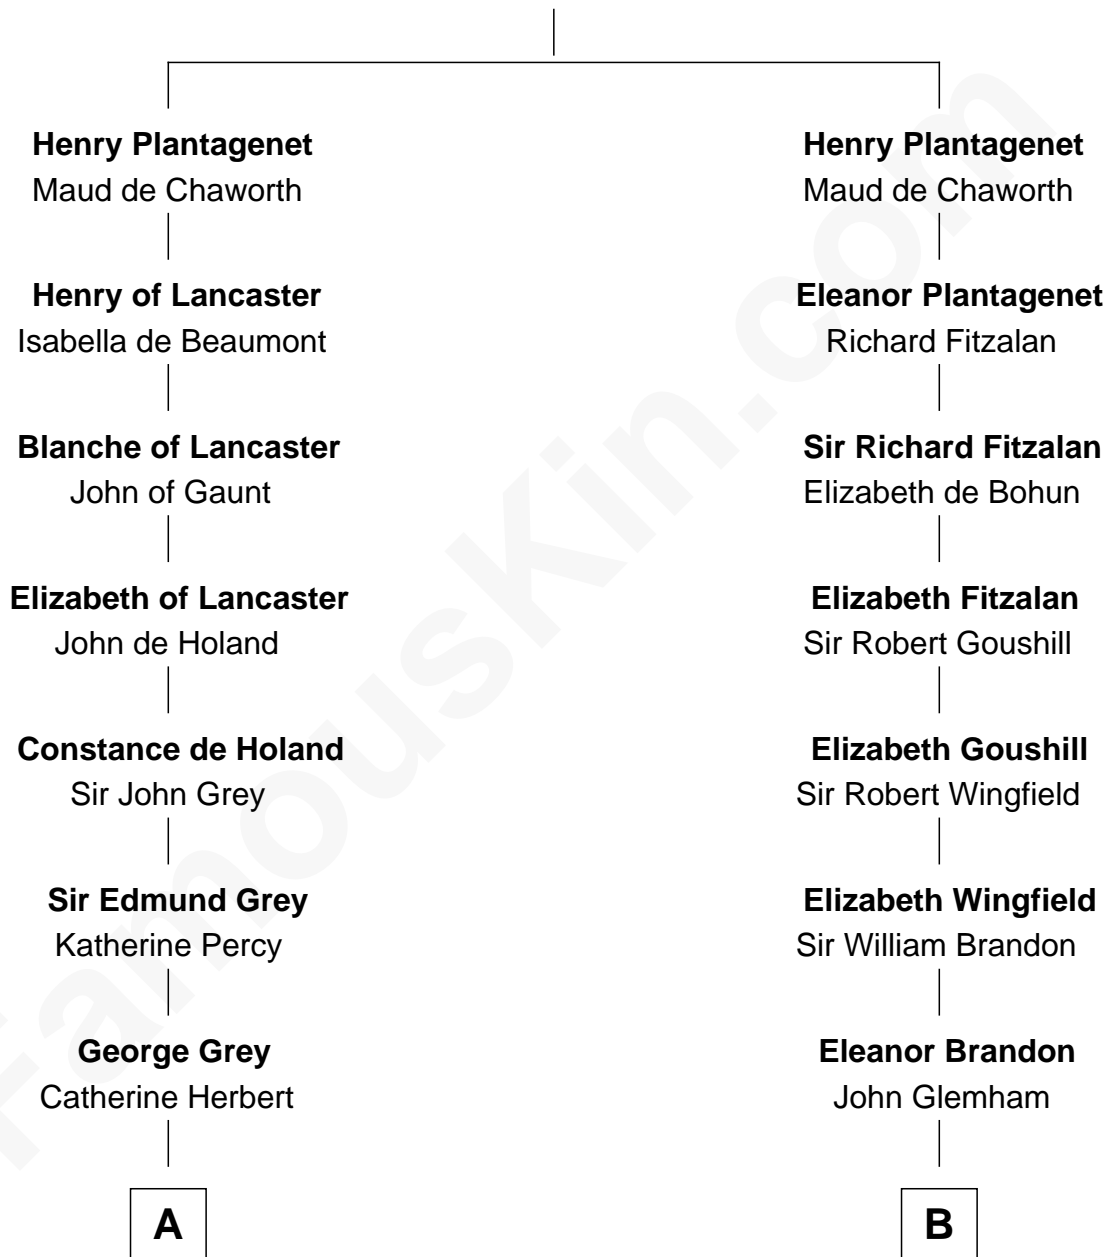 Henry Plantagenet
Maud de Chaworth
Henry of Lancaster
Isabella de Beaumont
Blanche of Lancaster
John of Gaunt
Elizabeth of Lancaster
John de Holand
Constance de Holand
Sir John Grey
Sir Edmund Grey
Katherine Percy
George Grey
Catherine Herbert
A
Henry Plantagenet
Maud de Chaworth
Eleanor Plantagenet
Richard Fitzalan
Sir Richard Fitzalan
Elizabeth de Bohun
Elizabeth Fitzalan
Sir Robert Goushill
Elizabeth Goushill
Sir Robert Wingfield
Elizabeth Wingfield
Sir William Brandon
Eleanor Brandon
John Glemham
B
FamousKin.com